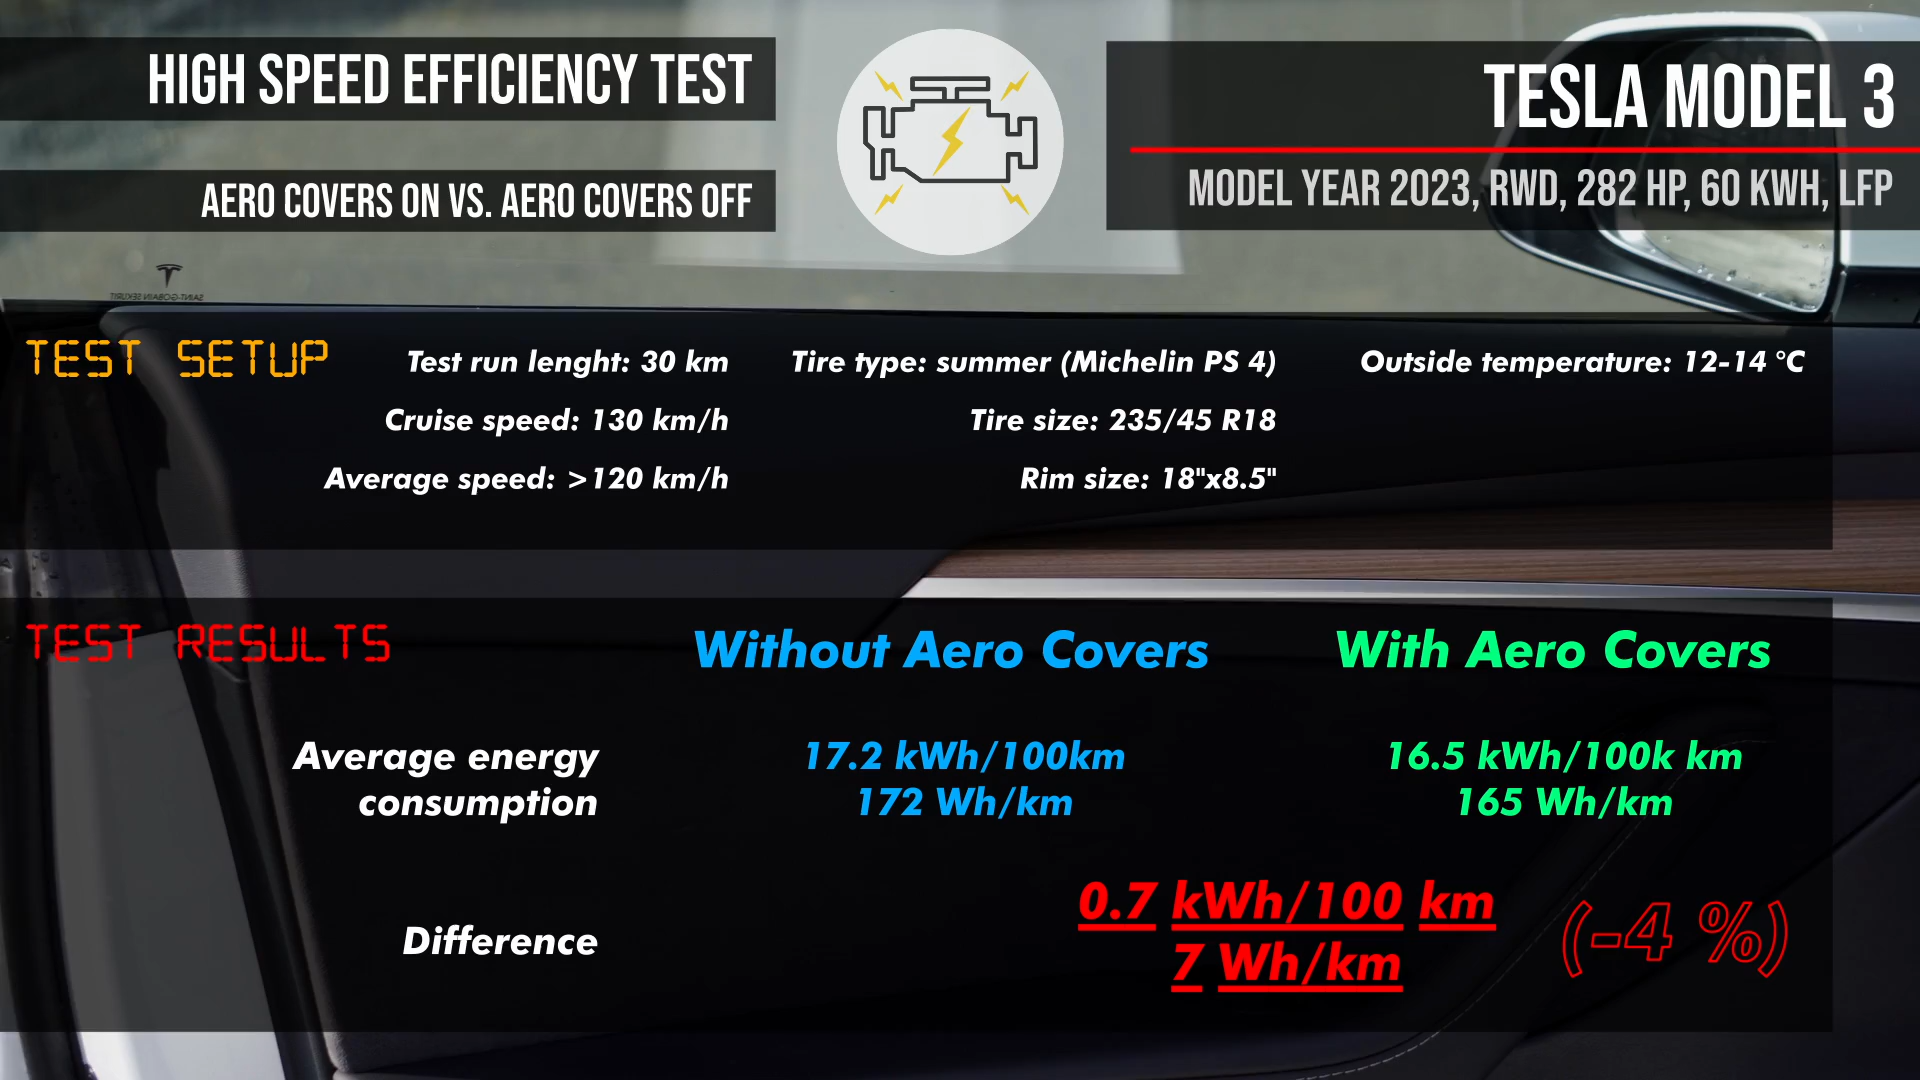 HIGH SPEED EFFICIENCY TEST
AERO COVERS ON VS. AERO COVERS OFF
TESLA MODEL 3
MODEL YEAR 2023, RWD, 282 HP, 60 KWH, LFP
SAINT-GOBAIN SEKURIT
TEST SETUP
Test run lenght: 30 km
Cruise speed: 130 km/h
Average speed: >120 km/h
Tire type: summer (Michelin PS 4)
Tire size: 235/45 R18
Rim size: 18"x8.5"
Outside temperature: 12-14 °C
TEST RESULTS
Without Aero Covers
With Aero Covers
Average energy
consumption
17.2 kWh/100km
172 Wh/km
16.5 kWh/100k km
165 Wh/km
Difference
0.7 kWh/100 km
7 Wh/km
(-4 %)